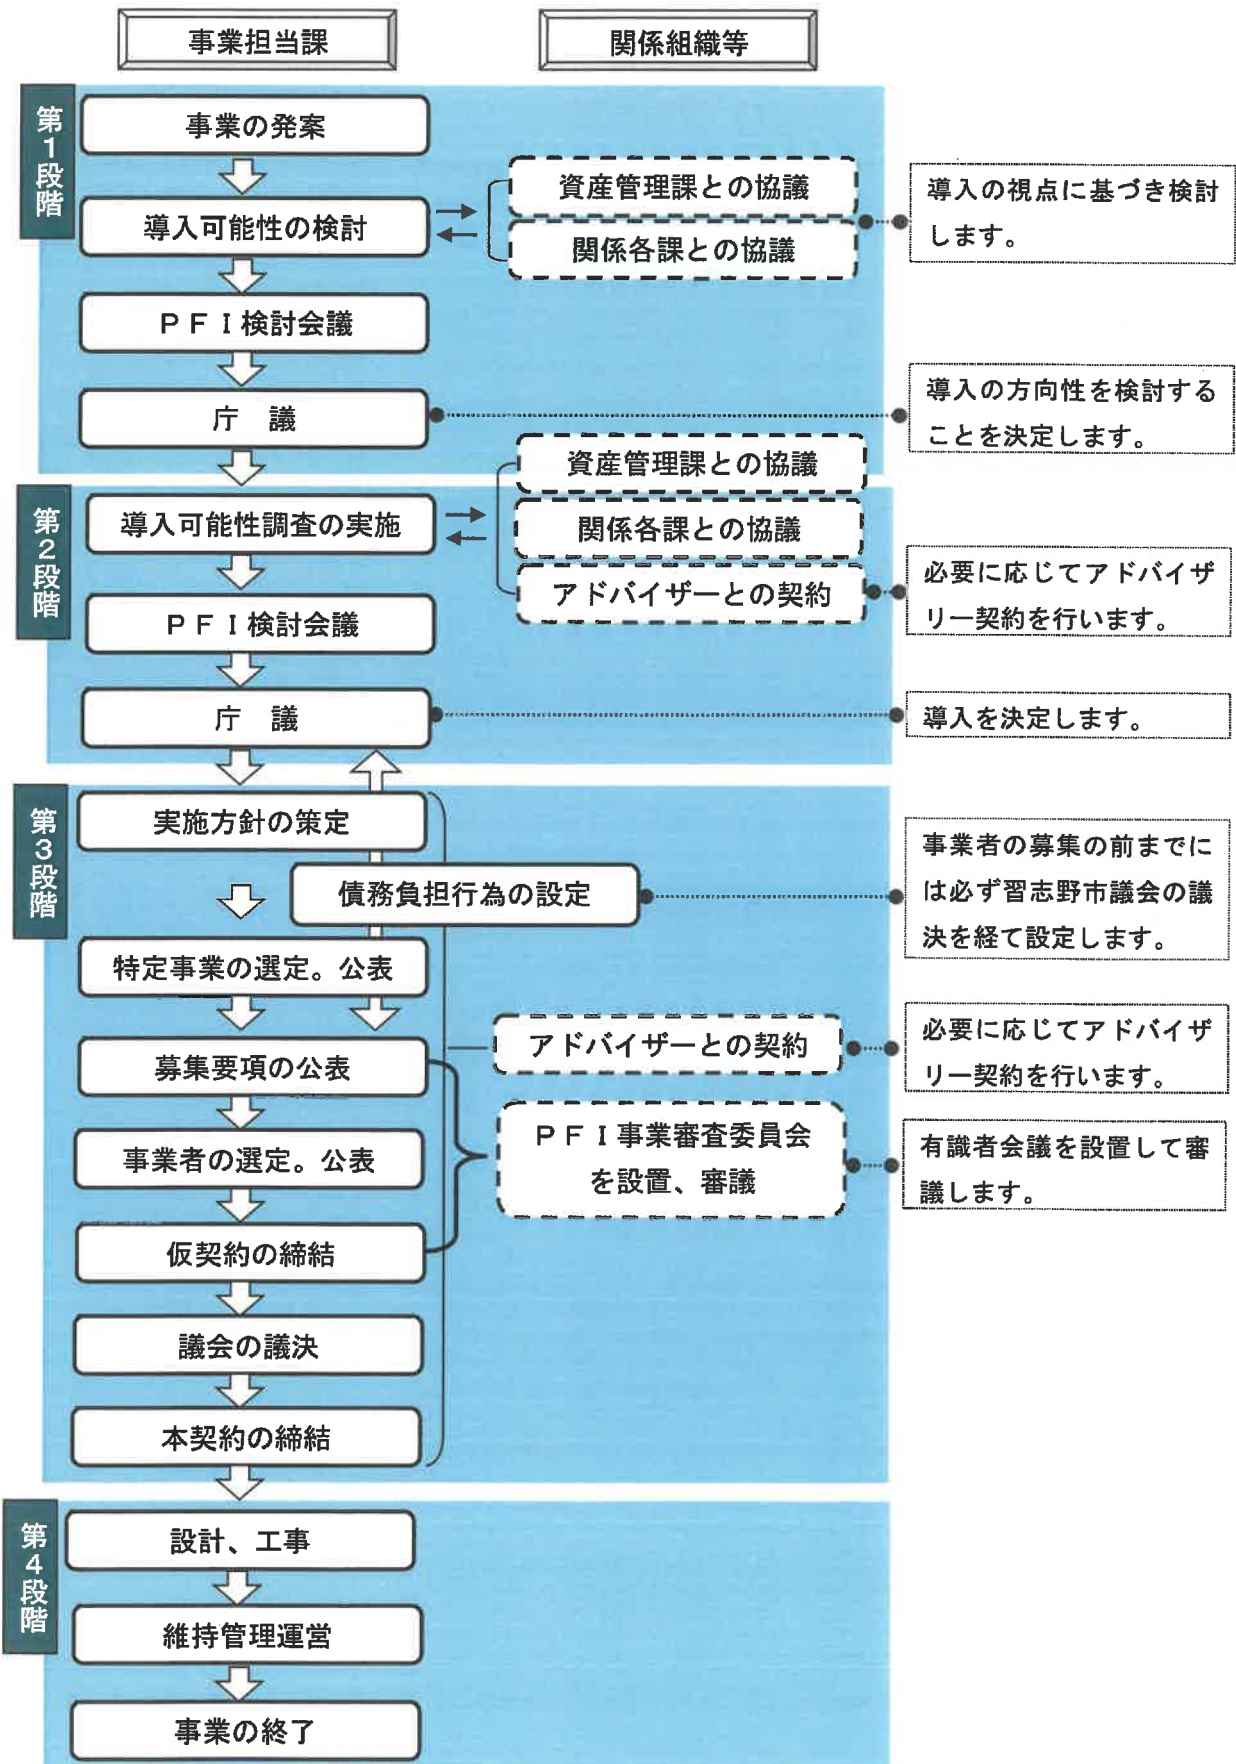 事業担当課
関係組織等
第1段階
事業の発案
導入可能性の検討
資産管理課との協議
関係各課との協議
導入の視点に基づき検討
します。
ＰＦＩ検討会議
庁　議
導入の方向性を検討する
ことを決定します。
第2段階
導入可能性調査の実施
資産管理課との協議
関係各課との協議
アドバイザーとの契約
必要に応じてアドバイザ
リー契約を行います。
ＰＦＩ検討会議
庁　議
導入を決定します。
第3段階
実施方針の策定
債務負担行為の設定
事業者の募集の前までに
は必ず習志野市議会の議
決を経て設定します。
特定事業の選定。公表
募集要項の公表
アドバイザーとの契約
必要に応じてアドバイザ
リー契約を行います。
事業者の選定。公表
ＰＦＩ事業審査委員会
を設置、審議
有識者会議を設置して審
議します。
仮契約の締結
議会の議決
本契約の締結
第4段階
設計、工事
維持管理運営
事業の終了